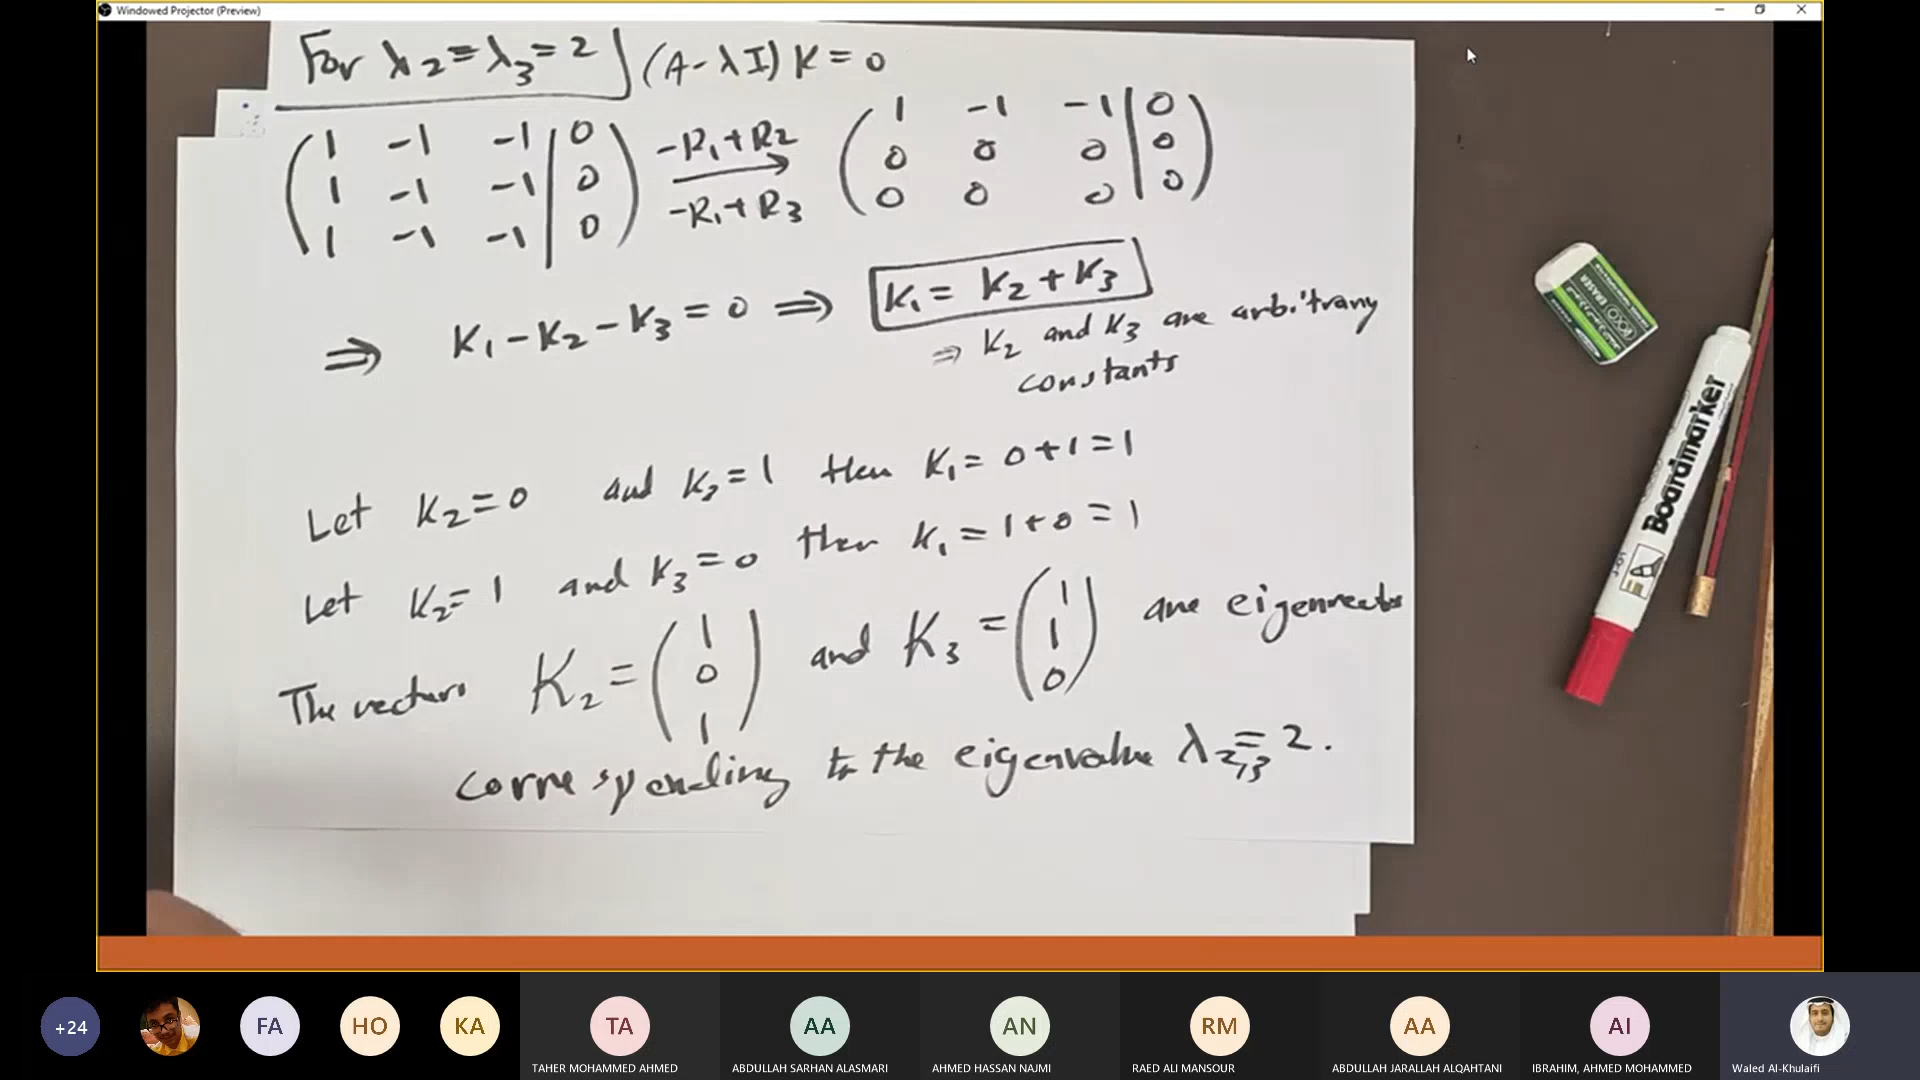 Windowed Projector (Preview)
For λ2 = λ3 = 2 (A - λI) K = 0
( 1 -1 -1 | 0 ) -R1 + R2 ( 1 -1 -1 | 0 )
( 1 -1 -1 | 0 ) → ( 0 0 0 | 0 )
( 1 -1 -1 | 0 ) -R1 + R3 ( 0 0 0 | 0 )
⇒ K1 - K2 - K3 = 0 ⇒ K1 = K2 + K3
⇒ K2 and K3 are arbitrary
constants
Let K2 = 0 and K3 = 1 then K1 = 0 + 1 = 1
Let K2 = 1 and K3 = 0 then K1 = 1 + 0 = 1
The vectors K2 = ( 1 0 1 ) and K3 = ( 1 1 0 ) are eigenvectors
corresponding to the eigenvalue λ2,3 = 2.
ERASER
Boardmarker
+24
FA
HO
KA
TA
TAHER MOHAMMED AHMED
AA
ABDULLAH SARHAN ALASMARI
AN
AHMED HASSAN NAJMI
RM
RAED ALI MANSOUR
AA
ABDULLAH JARALLAH ALQAHTANI
AI
IBRAHIM, AHMED MOHAMMED
Waled Al-Khulaifi